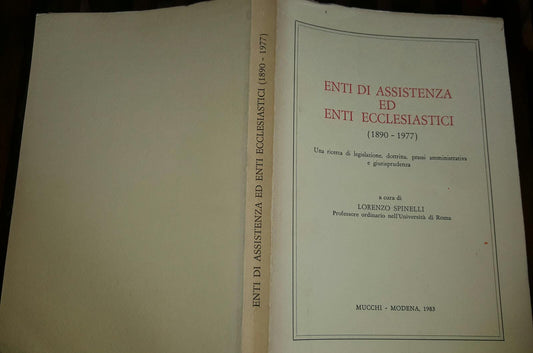 ENTI DI ASSISTENZA ED ENTI ECCLESIASTICI (1890 - 1977)
ENTI DI ASSISTENZA
ED
ENTI ECCLESIASTICI
(1890 - 1977)
Una ricerca di legislazione, dottrina, prassi amministrativa
e giurisprudenza
a cura di
LORENZO SPINELLI
Professore ordinario nell'Università di Roma
MUCCHI - MODENA, 1983